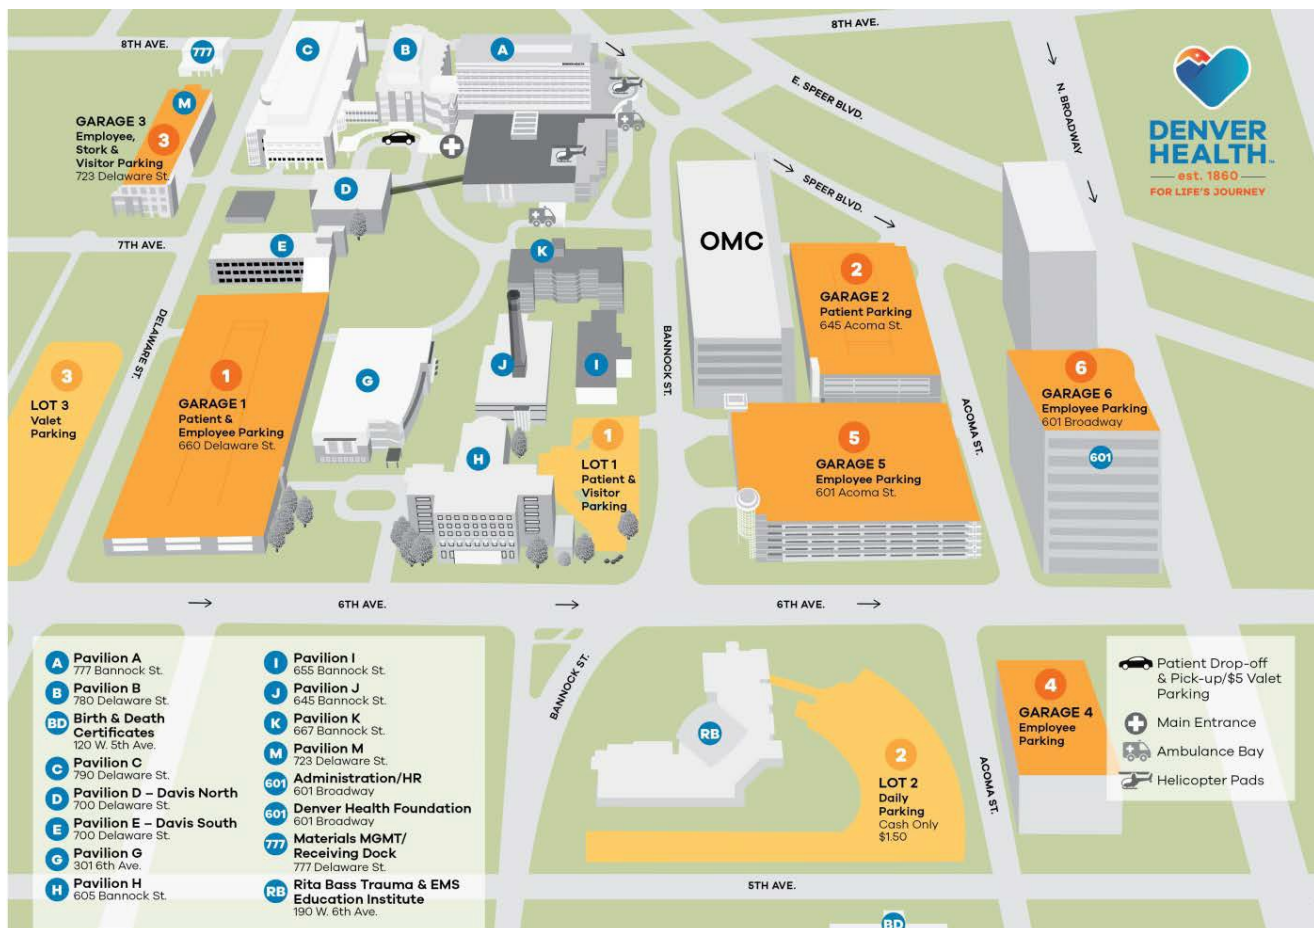 8TH AVE.
8TH AVE.
777
C
B
A
M
E. SPEER BLVD.
N. BROADWAY
DENVER
HEALTH™
est. 1860
FOR LIFE'S JOURNEY
GARAGE 3
Employee,
Stork &
Visitor Parking
723 Delaware St.
3
D
SPEER BLVD.
7TH AVE.
E
K
OMC
2
GARAGE 2
Patient Parking
645 Acoma St.
DELAWARE ST.
BANNOCK ST.
3
LOT 3
Valet
Parking
1
GARAGE 1
Patient &
Employee Parking
660 Delaware St.
G
J
I
6
GARAGE 6
Employee Parking
601 Broadway
601
ACOMA ST.
H
1
LOT 1
Patient &
Visitor
Parking
5
GARAGE 5
Employee Parking
601 Acoma St.
6TH AVE.
6TH AVE.
A Pavilion A
777 Bannock St.
B Pavilion B
780 Delaware St.
BD Birth & Death
Certificates
120 W. 5th Ave.
C Pavilion C
790 Delaware St.
D Pavilion D – Davis North
700 Delaware St.
E Pavilion E – Davis South
700 Delaware St.
G Pavilion G
301 6th Ave.
H Pavilion H
605 Bannock St.
I Pavilion I
655 Bannock St.
J Pavilion J
645 Bannock St.
K Pavilion K
667 Bannock St.
M Pavilion M
723 Delaware St.
601 Administration/HR
601 Broadway
601 Denver Health Foundation
601 Broadway
777 Materials MGMT/
Receiving Dock
777 Delaware St.
RB Rita Bass Trauma & EMS
Education Institute
190 W. 6th Ave.
BANNOCK ST.
RB
2
LOT 2
Daily
Parking
Cash Only
$1.50
ACOMA ST.
4
GARAGE 4
Employee
Parking
Patient Drop-off
& Pick-up/$5 Valet
Parking
Main Entrance
Ambulance Bay
Helicopter Pads
5TH AVE.
BD